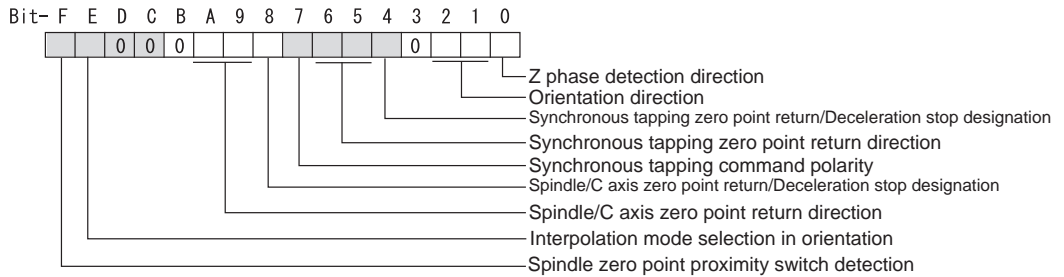 Bit- F E D C B A 9 8 7 6 5 4 3 2 1 0
0 0 0 0
Z phase detection direction
Orientation direction
Synchronous tapping zero point return/Deceleration stop designation
Synchronous tapping zero point return direction
Synchronous tapping command polarity
Spindle/C axis zero point return/Deceleration stop designation
Spindle/C axis zero point return direction
Interpolation mode selection in orientation
Spindle zero point proximity switch detection